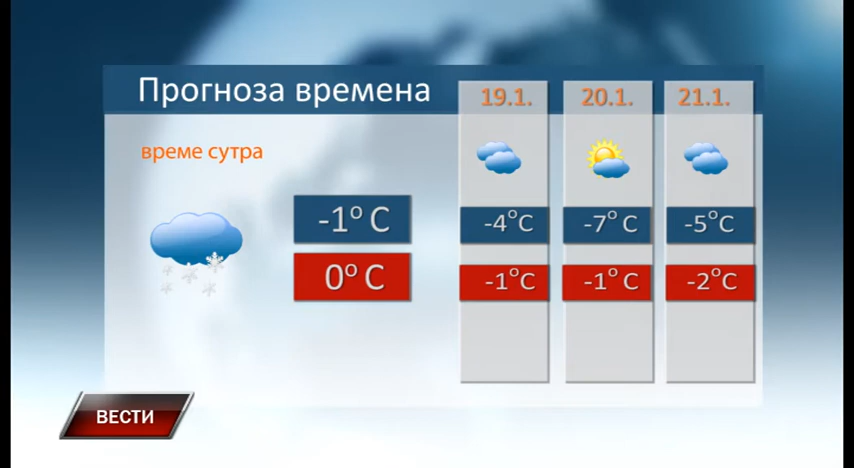 Прогноза времена
време сутра
-1° C
0° C
19.1.
-4°C
-1°C
20.1.
-7° C
-1° C
21.1.
-5°C
-2°C
ВЕСТИ